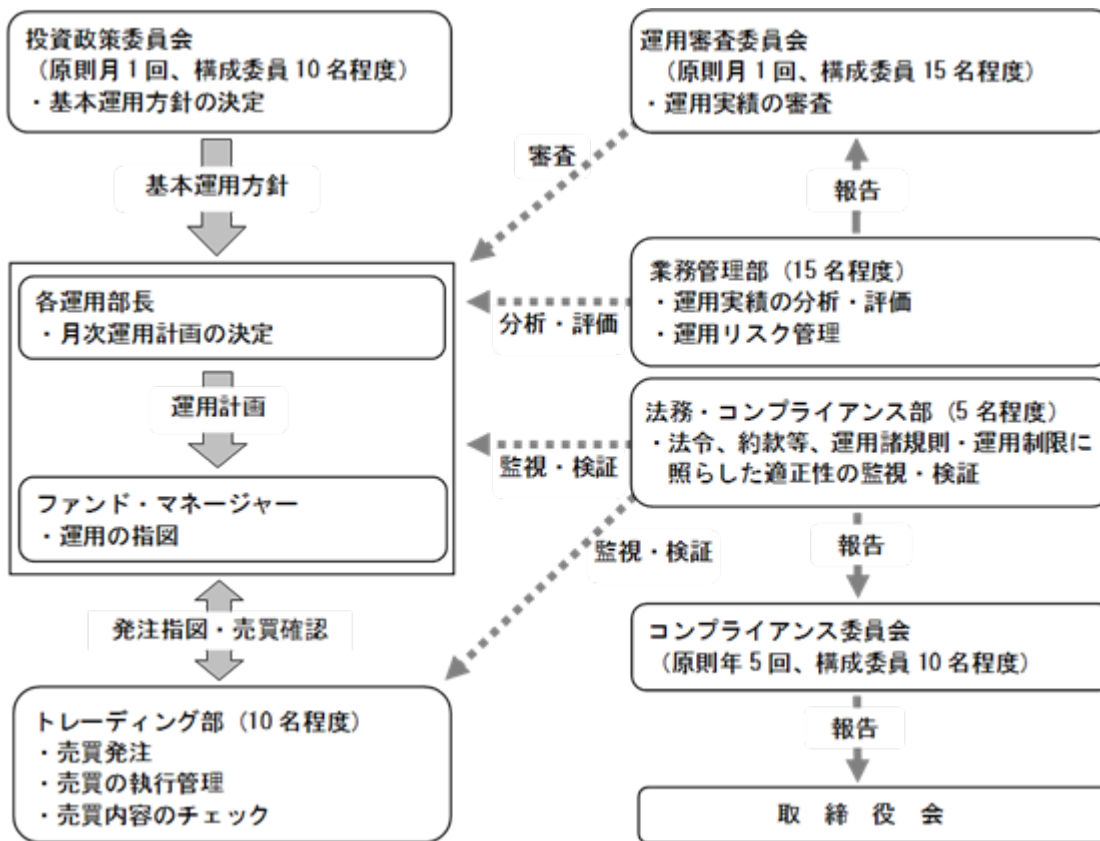 投資政策委員会
（原則月1回、構成委員10名程度）
・基本運用方針の決定
基本運用方針
各運用部長
・月次運用計画の決定
運用計画
ファンド・マネージャー
・運用の指図
発注指図・売買確認
トレーディング部（10名程度）
・売買発注
・売買の執行管理
・売買内容のチェック
運用審査委員会
（原則月1回、構成委員15名程度）
・運用実績の審査
審査
報告
業務管理部（15名程度）
・運用実績の分析・評価
・運用リスク管理
分析・評価
法務・コンプライアンス部（5名程度）
・法令、約款等、運用諸規則・運用制限に
照らした適正性の監視・検証
監視・検証
監視・検証
報告
コンプライアンス委員会
（原則年5回、構成委員10名程度）
報告
取締役会